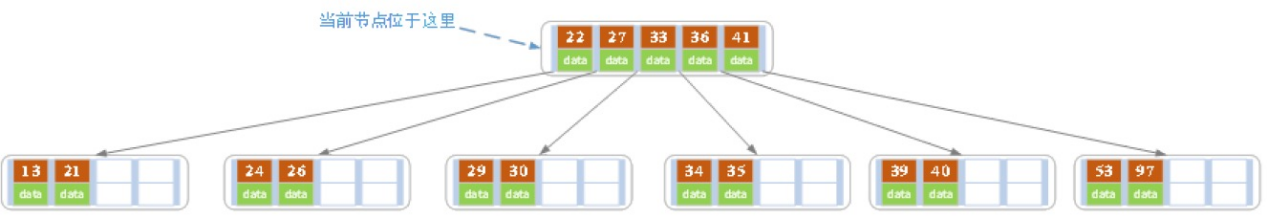 当前节点位于这里
22 27 33 36 41
data data data data data
13 21 24 26 29 30 34 35 39 40 53 97
data data data data data data data data data data data data